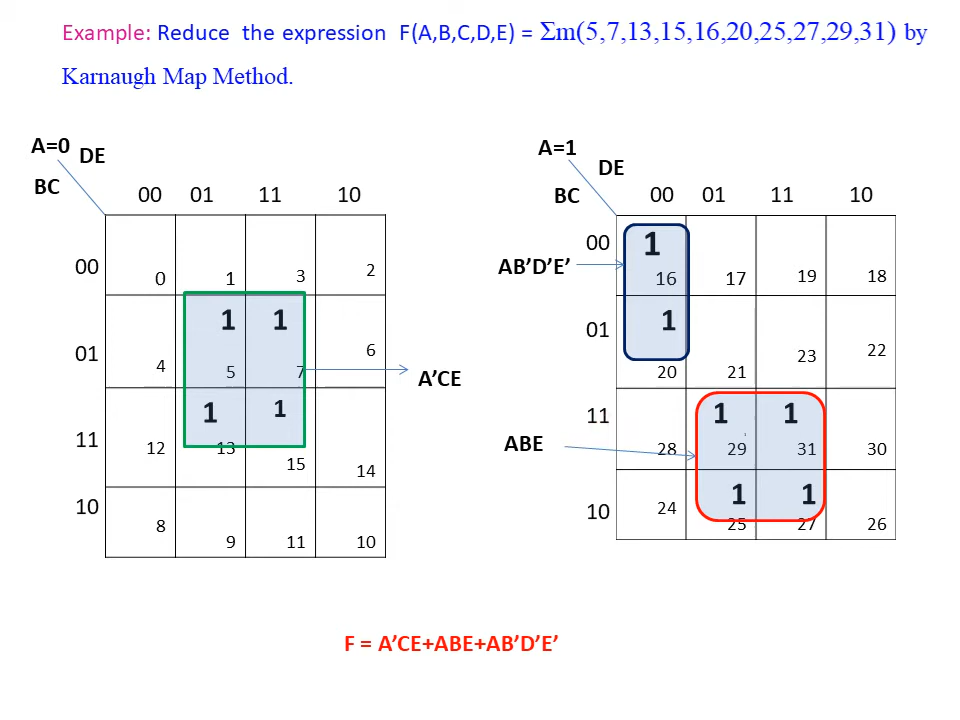 Example: Reduce the expression F(A,B,C,D,E) = Σm(5,7,13,15,16,20,25,27,29,31) by
Karnaugh Map Method.
A=0 DE
BC 00 01 11 10
00 0 1 3 2
1 1
01 4 5 7 6
A’CE
1 1
11 12 13 15 14
10 8 9 11 10
A=1 DE
BC 00 01 11 10
00 1
AB’D’E’ 16 17 19 18
01 1
20 21 23 22
11 1 1
1
ABE 28 29 31 30
10 1 1
24 25 27 26
F = A’CE+ABE+AB’D’E’